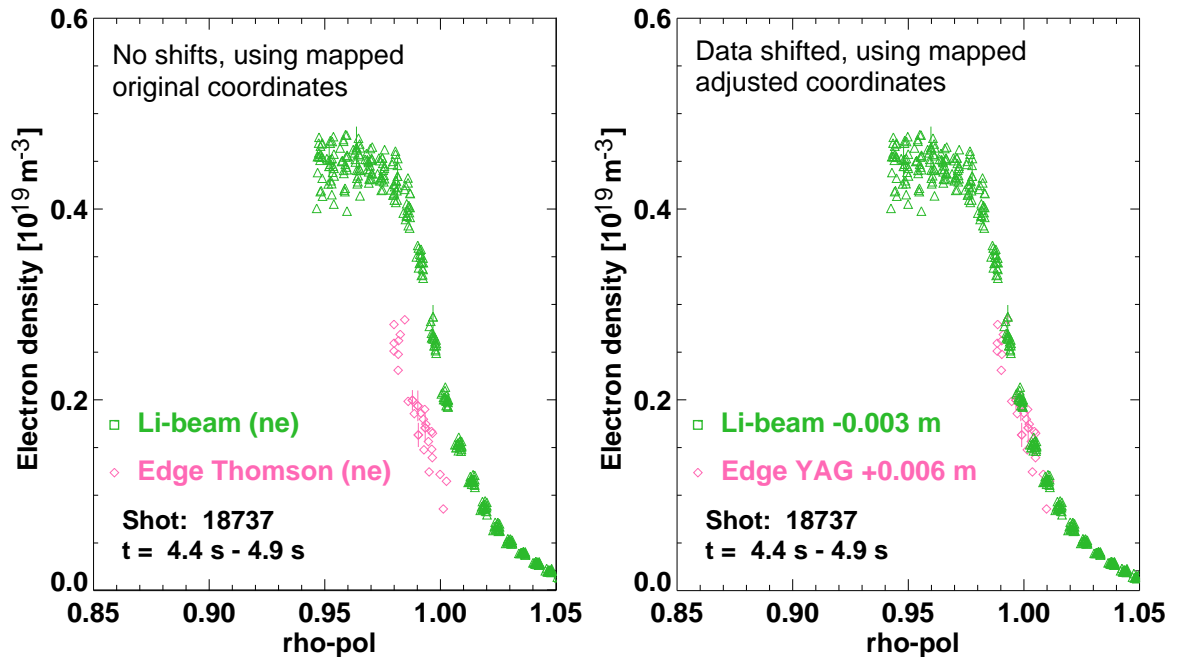 No shifts, using mapped
original coordinates
Electron density [10^19 m^-3]
0.6
0.4
0.2
0.0
Li-beam (ne)
Edge Thomson (ne)
Shot: 18737
t = 4.4 s - 4.9 s
0.85 0.90 0.95 1.00 1.05
rho-pol
Data shifted, using mapped
adjusted coordinates
Electron density [10^19 m^-3]
0.6
0.4
0.2
0.0
Li-beam -0.003 m
Edge YAG +0.006 m
Shot: 18737
t = 4.4 s - 4.9 s
0.85 0.90 0.95 1.00 1.05
rho-pol